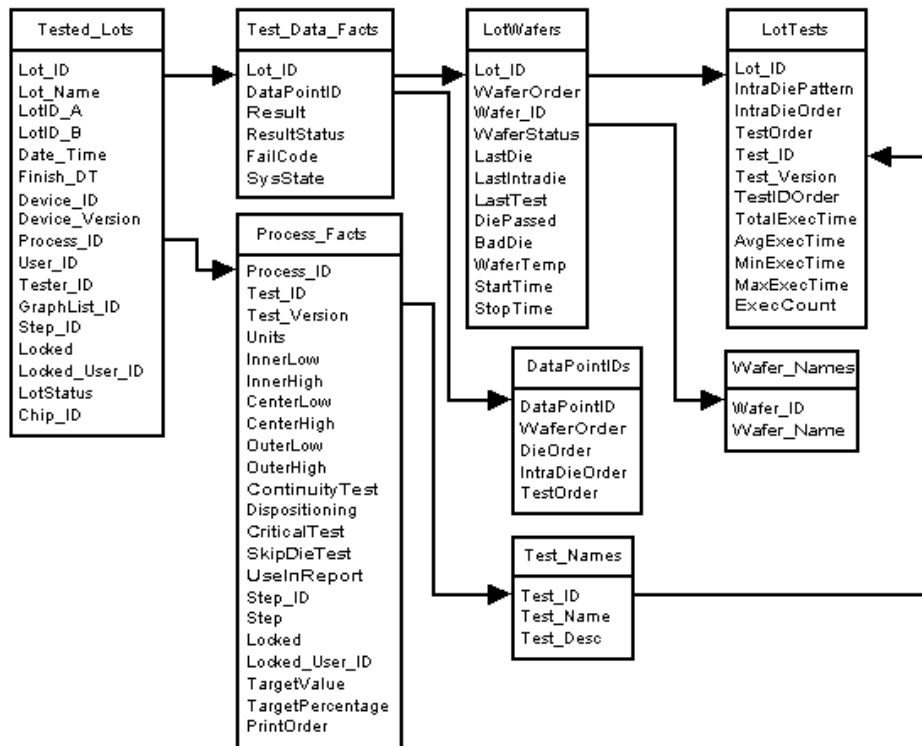 Tested_Lots
Lot_ID
Lot_Name
LotID_A
LotID_B
Date_Time
Finish_DT
Device_ID
Device_Version
Process_ID
User_ID
Tester_ID
GraphList_ID
Step_ID
Locked
Locked_User_ID
LotStatus
Chip_ID
Test_Data_Facts
Lot_ID
DataPointID
Result
ResultStatus
FailCode
SysState
Process_Facts
Process_ID
Test_ID
Test_Version
Units
InnerLow
InnerHigh
CenterLow
CenterHigh
OuterLow
OuterHigh
ContinuityTest
Dispositioning
CriticalTest
SkipDieTest
UseInReport
Step_ID
Step
Locked
Locked_User_ID
TargetValue
TargetPercentage
PrintOrder
LotWafers
Lot_ID
WaferOrder
Wafer_ID
WaferStatus
LastDie
LastIntradie
LastTest
DiePassed
BadDie
WaferTemp
StartTime
StopTime
DataPointIDs
DataPointID
WaferOrder
DieOrder
IntraDieOrder
TestOrder
Test_Names
Test_ID
Test_Name
Test_Desc
LotTests
Lot_ID
IntraDiePattern
IntraDieOrder
TestOrder
Test_ID
Test_Version
TestIDOrder
TotalExecTime
AvgExecTime
MinExecTime
MaxExecTime
ExecCount
Wafer_Names
Wafer_ID
Wafer_Name